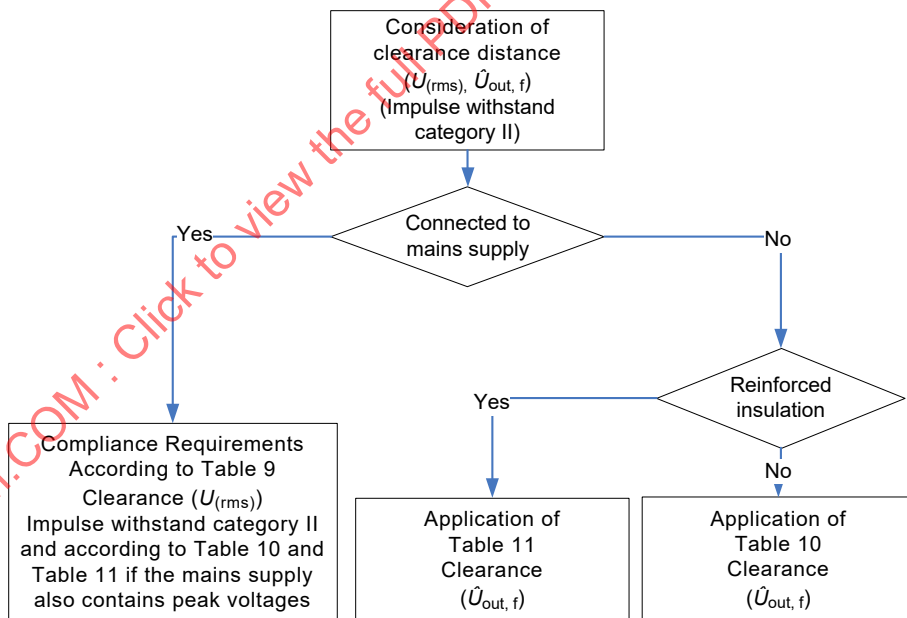 Consideration of
clearance distance
(U(rms), Ûout, f)
(Impulse withstand
category II)
Connected to
mains supply
Yes
No
Reinforced
insulation
Yes
No
Compliance Requirements
According to Table 9
Clearance (U(rms))
Impulse withstand category II
and according to Table 10 and
Table 11 if the mains supply
also contains peak voltages
Application of
Table 11
Clearance
(Ûout, f)
Application of
Table 10
Clearance
(Ûout, f)
.COM : Click to view the full PDF